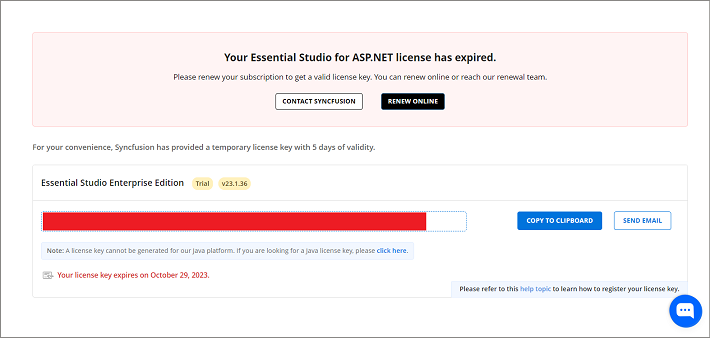 Your Essential Studio for ASP.NET license has expired.
Please renew your subscription to get a valid license key. You can renew online or reach our renewal team.
CONTACT SYNCFUSION
RENEW ONLINE
For your convenience, Syncfusion has provided a temporary license key with 5 days of validity.
Essential Studio Enterprise Edition Trial v23.1.36
COPY TO CLIPBOARD
SEND EMAIL
Note: A license key cannot be generated for our Java platform. If you are looking for a Java license key, please click here.
Your license key expires on October 29, 2023.
Please refer to this help topic to learn how to register your license key.